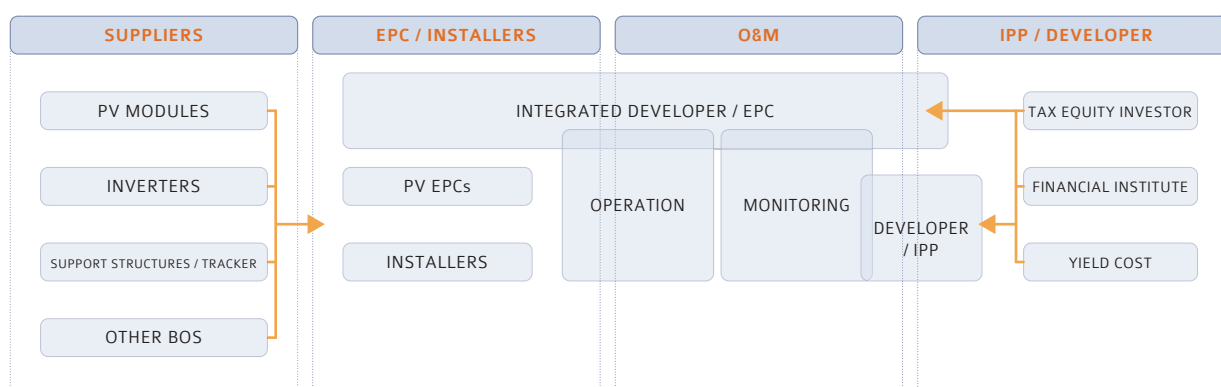 SUPPLIERS
EPC / INSTALLERS
O&M
IPP / DEVELOPER
PV MODULES
INVERTERS
SUPPORT STRUCTURES / TRACKER
OTHER BOS
INTEGRATED DEVELOPER / EPC
PV EPCs
INSTALLERS
OPERATION
MONITORING
DEVELOPER
/ IPP
TAX EQUITY INVESTOR
FINANCIAL INSTITUTE
YIELD COST